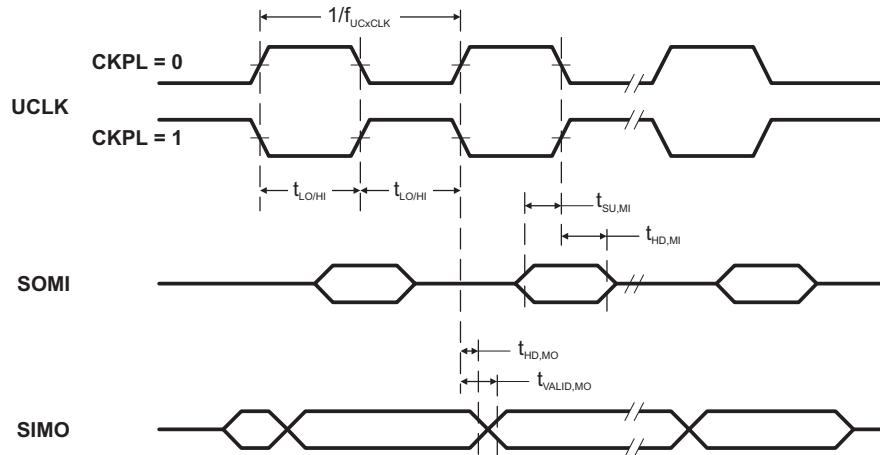 1/fUCxCLK
CKPL = 0
UCLK
CKPL = 1
tLO/HI tLO/HI
tSU,MI
tHD,MI
SOMI
tHD,MO
tVALID,MO
SIMO